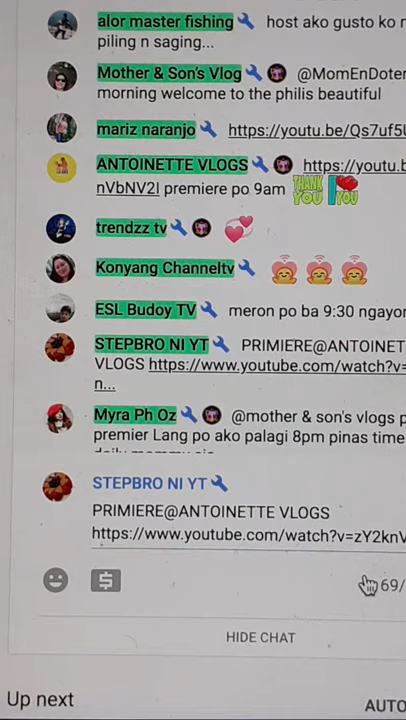 alor master fishing host ako gusto ko
piling n saging...
Mother & Son's Vlog @MomEnDoter
morning welcome to the philis beautiful
mariz naranjo https://youtu.be/Qs7uf5U
ANTOINETTE VLOGS https://youtu.b
nVbNV2I premiere po 9am THANK YOU I YOU
trendzz tv
Konyang Channeltv
ESL Budoy TV meron po ba 9:30 ngayon
STEPBRO NI YT PRIMIERE@ANTOINET
VLOGS https://www.youtube.com/watch?v=
n...
Myra Ph Oz @mother & son's vlogs p
premier Lang po ako palagi 8pm pinas time
STEPBRO NI YT
PRIMIERE@ANTOINETTE VLOGS
https://www.youtube.com/watch?v=zY2knV
69/
HIDE CHAT
Up next
AUTO